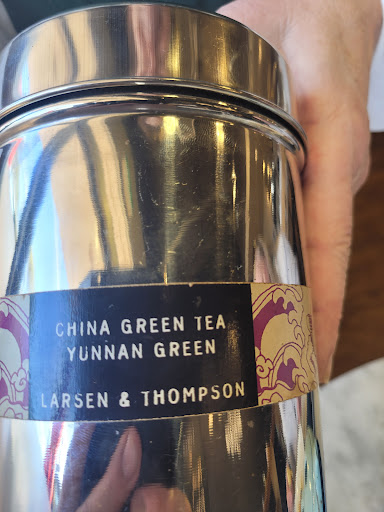 CHINA GREEN TEA
YUNNAN GREEN
LARSEN & THOMPSON